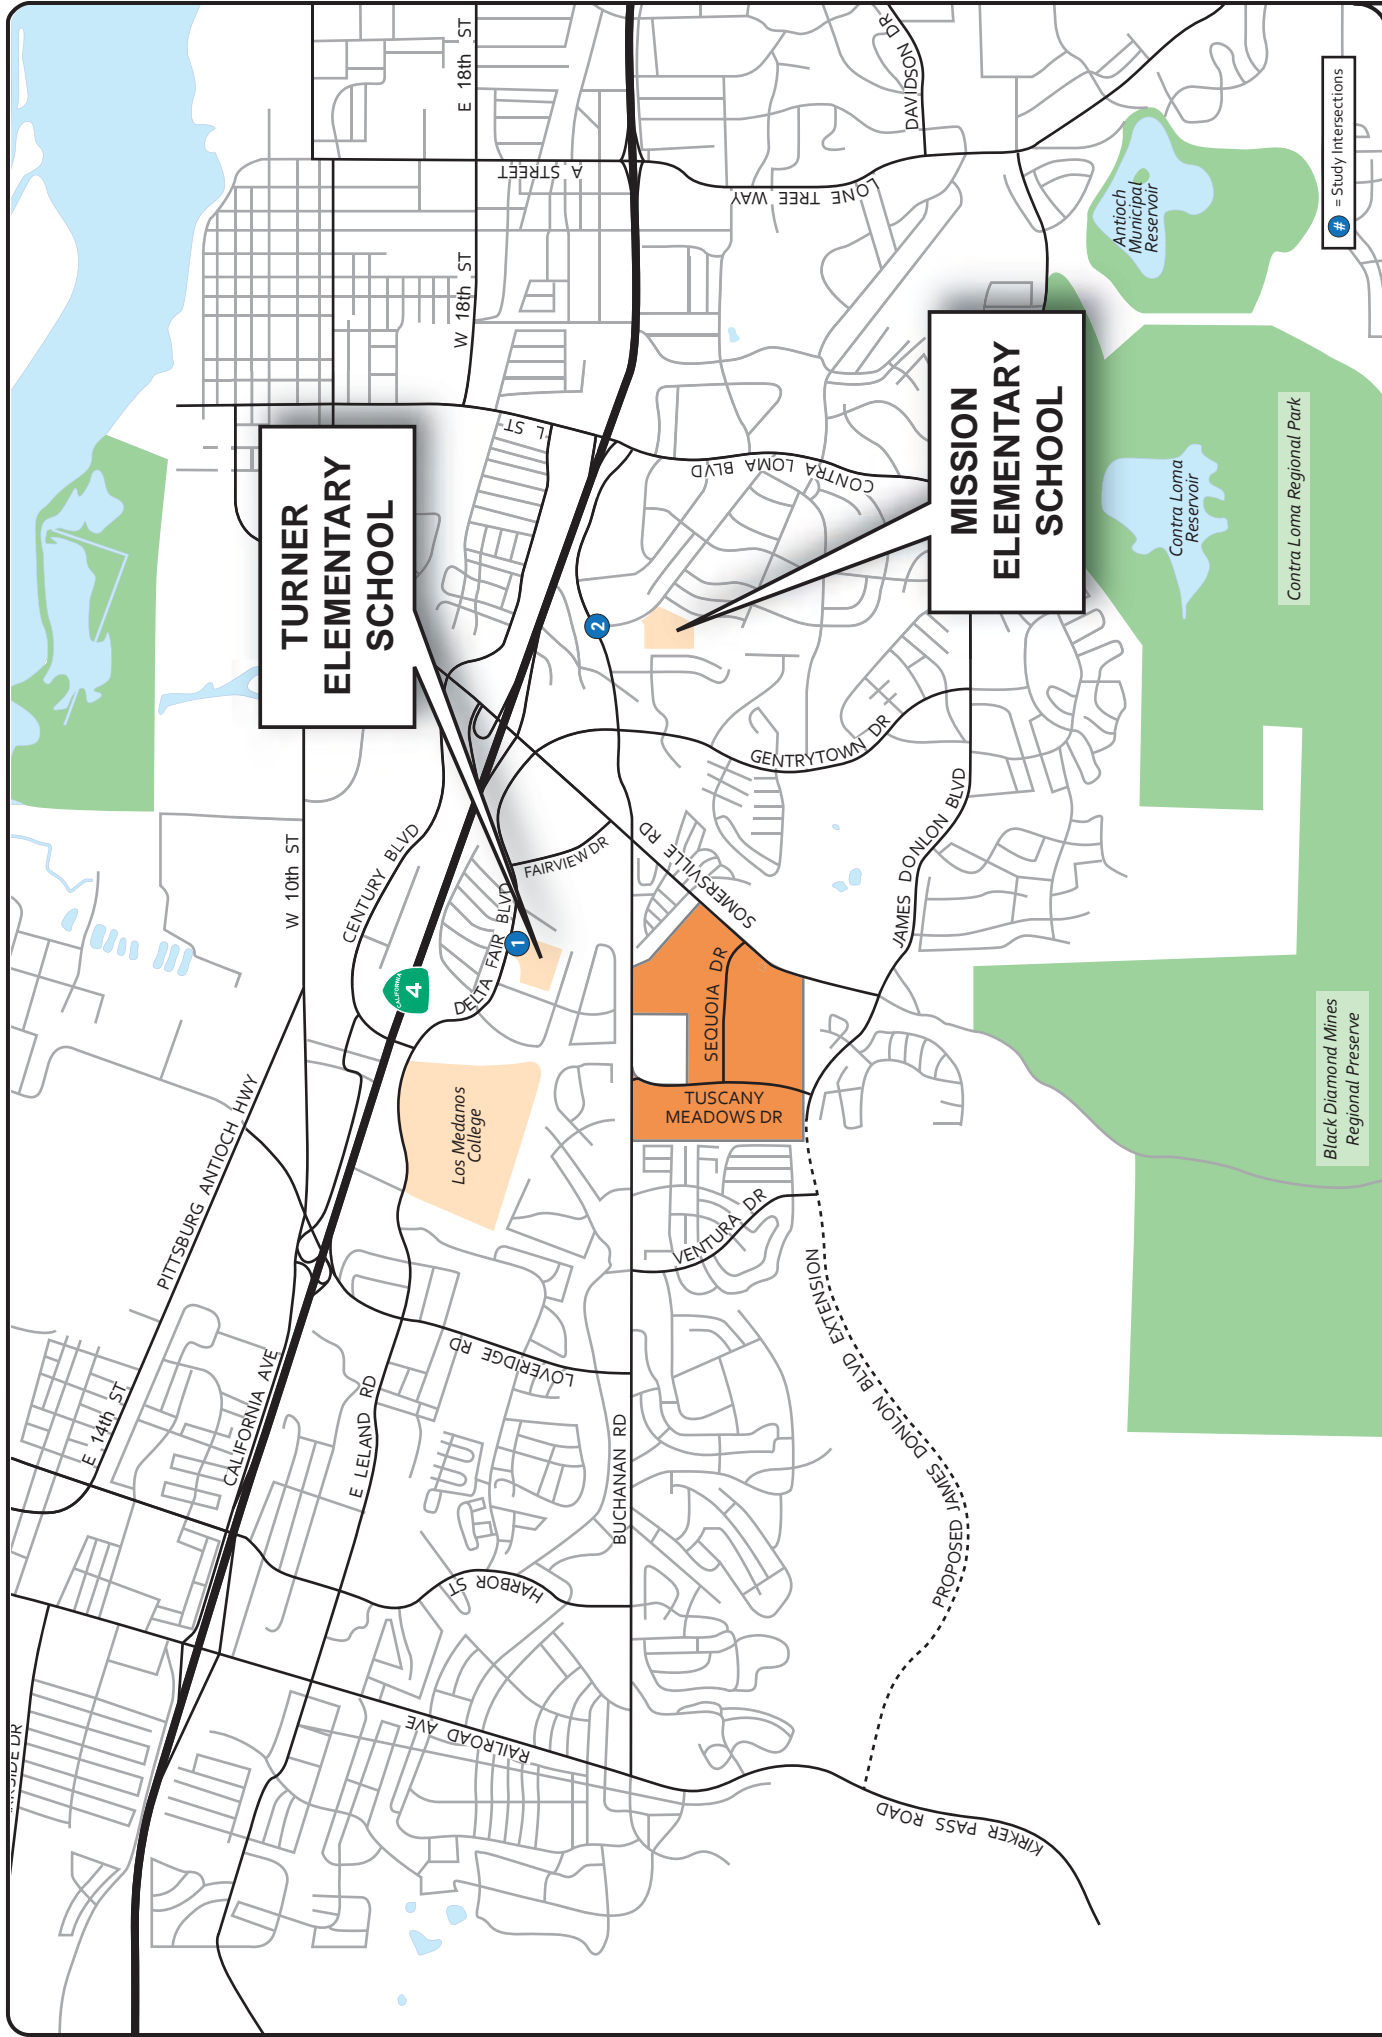 TURNER
ELEMENTARY
SCHOOL
MISSION
ELEMENTARY
SCHOOL
PITTSBURG ANTIOCH HWY
E 14th ST
CALIFORNIA AVE
E LELAND RD
W 10th ST
CENTURY BLVD
CALIFORNIA
4
DELTA FAIR BLVD
FAIRVIEW DR
1
2
L ST
W 18th ST
E 18th ST
A STREET
LONE TREE WAY
DAVIDSON DR
CONTRA LOMA BLVD
GENTRYTOWN DR
JAMES DONLON BLVD
SOMERSVILLE RD
SEQUOIA DR
TUSCANY
MEADOWS DR
Los Medanos
College
VENTURA DR
LOVERIDGE RD
BUCHANAN RD
HARBOR ST
RAILROAD AVE
KIRKER PASS ROAD
PROPOSED JAMES DONLON BLVD EXTENSION
Antioch
Municipal
Reservoir
Contra Loma
Reservoir
Contra Loma Regional Park
Black Diamond Mines
Regional Preserve
# = Study Intersections